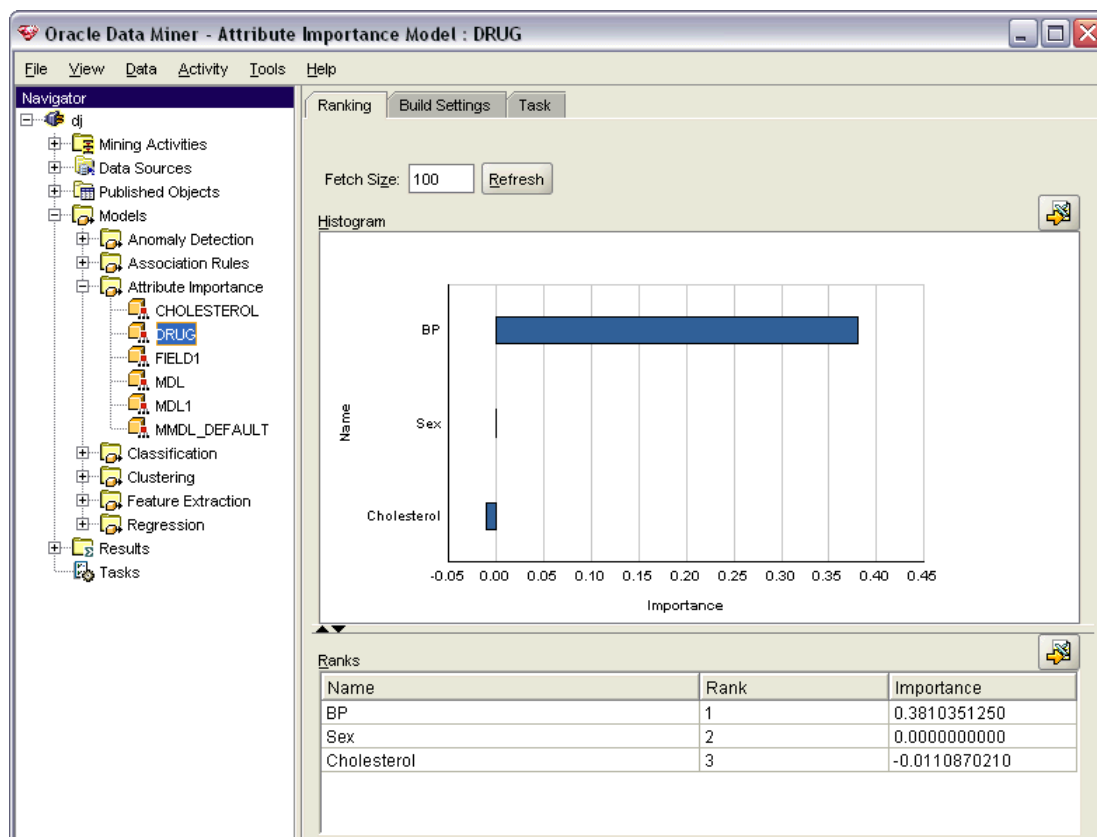 Oracle Data Miner - Attribute Importance Model : DRUG
File View Data Activity Tools Help
Navigator
dj
Mining Activities
Data Sources
Published Objects
Models
Anomaly Detection
Association Rules
Attribute Importance
CHOLESTEROL
DRUG
FIELD1
MDL
MDL1
MMDL_DEFAULT
Classification
Clustering
Feature Extraction
Regression
Results
Tasks
Ranking Build Settings Task
Fetch Size: 100 Refresh
Histogram
BP
Sex
Cholesterol
Name
-0.05 0.00 0.05 0.10 0.15 0.20 0.25 0.30 0.35 0.40 0.45
Importance
Ranks
Name Rank Importance
BP 1 0.3810351250
Sex 2 0.0000000000
Cholesterol 3 -0.0110870210